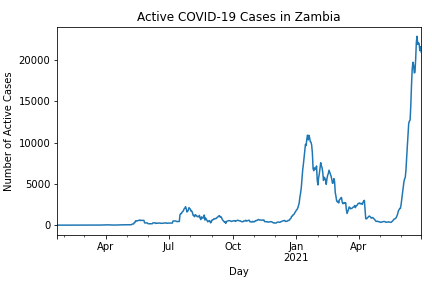 Active COVID-19 Cases in Zambia
Number of Active Cases
20000
15000
10000
5000
0
Apr
Jul
Oct
Jan
2021
Apr
Day